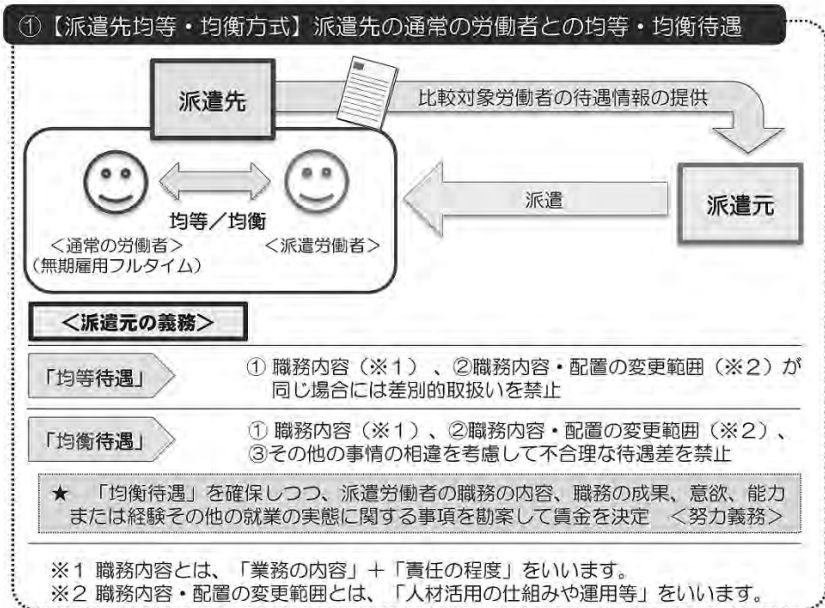 ①【派遣先均等・均衡方式】派遣先の通常の労働者との均等・均衡待遇
派遣先
比較対象労働者の待遇情報の提供
派遣
派遣元
均等／均衡
＜通常の労働者＞
（無期雇用フルタイム）
＜派遣労働者＞
＜派遣元の義務＞
「均等待遇」
① 職務内容（※１）、②職務内容・配置の変更範囲（※２）が
同じ場合には差別的取扱いを禁止
「均衡待遇」
① 職務内容（※１）、②職務内容・配置の変更範囲（※２）、
③その他の事情の相違を考慮して不合理な待遇差を禁止
★　「均衡待遇」を確保しつつ、派遣労働者の職務の内容、職務の成果、意欲、能力
または経験その他の就業の実態に関する事項を勘案して賃金を決定　＜努力義務＞
※１ 職務内容とは、「業務の内容」＋「責任の程度」をいいます。
※２ 職務内容・配置の変更範囲とは、「人材活用の仕組みや運用等」をいいます。